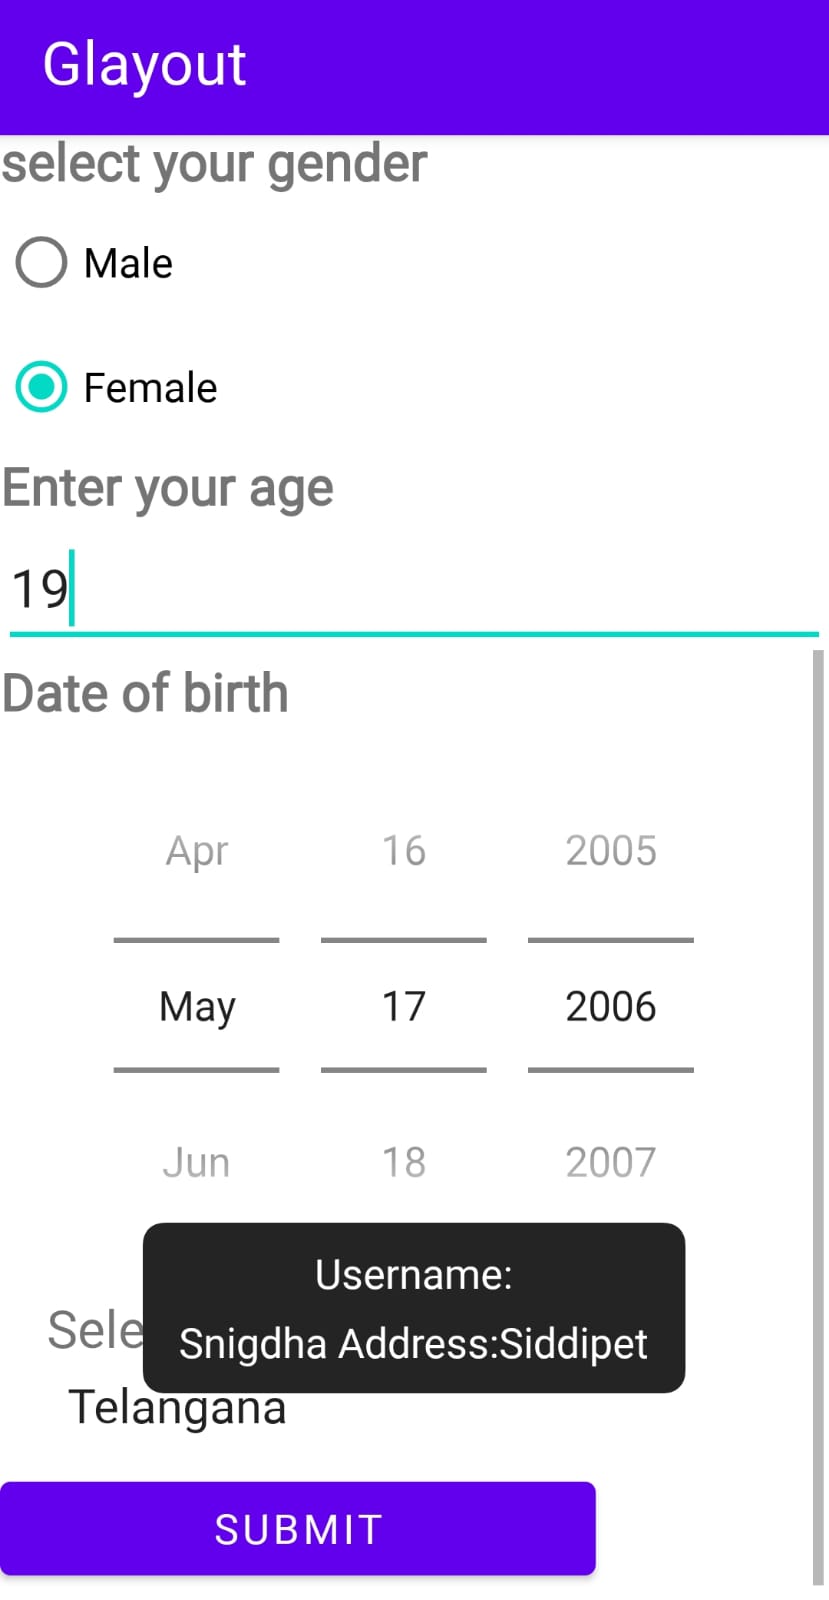 Glayout
select your gender
Male
Female
Enter your age
19
Date of birth
Apr 16 2005
May 17 2006
Jun 18 2007
Username:
Snigdha Address:Siddipet
Sele
Telangana
SUBMIT